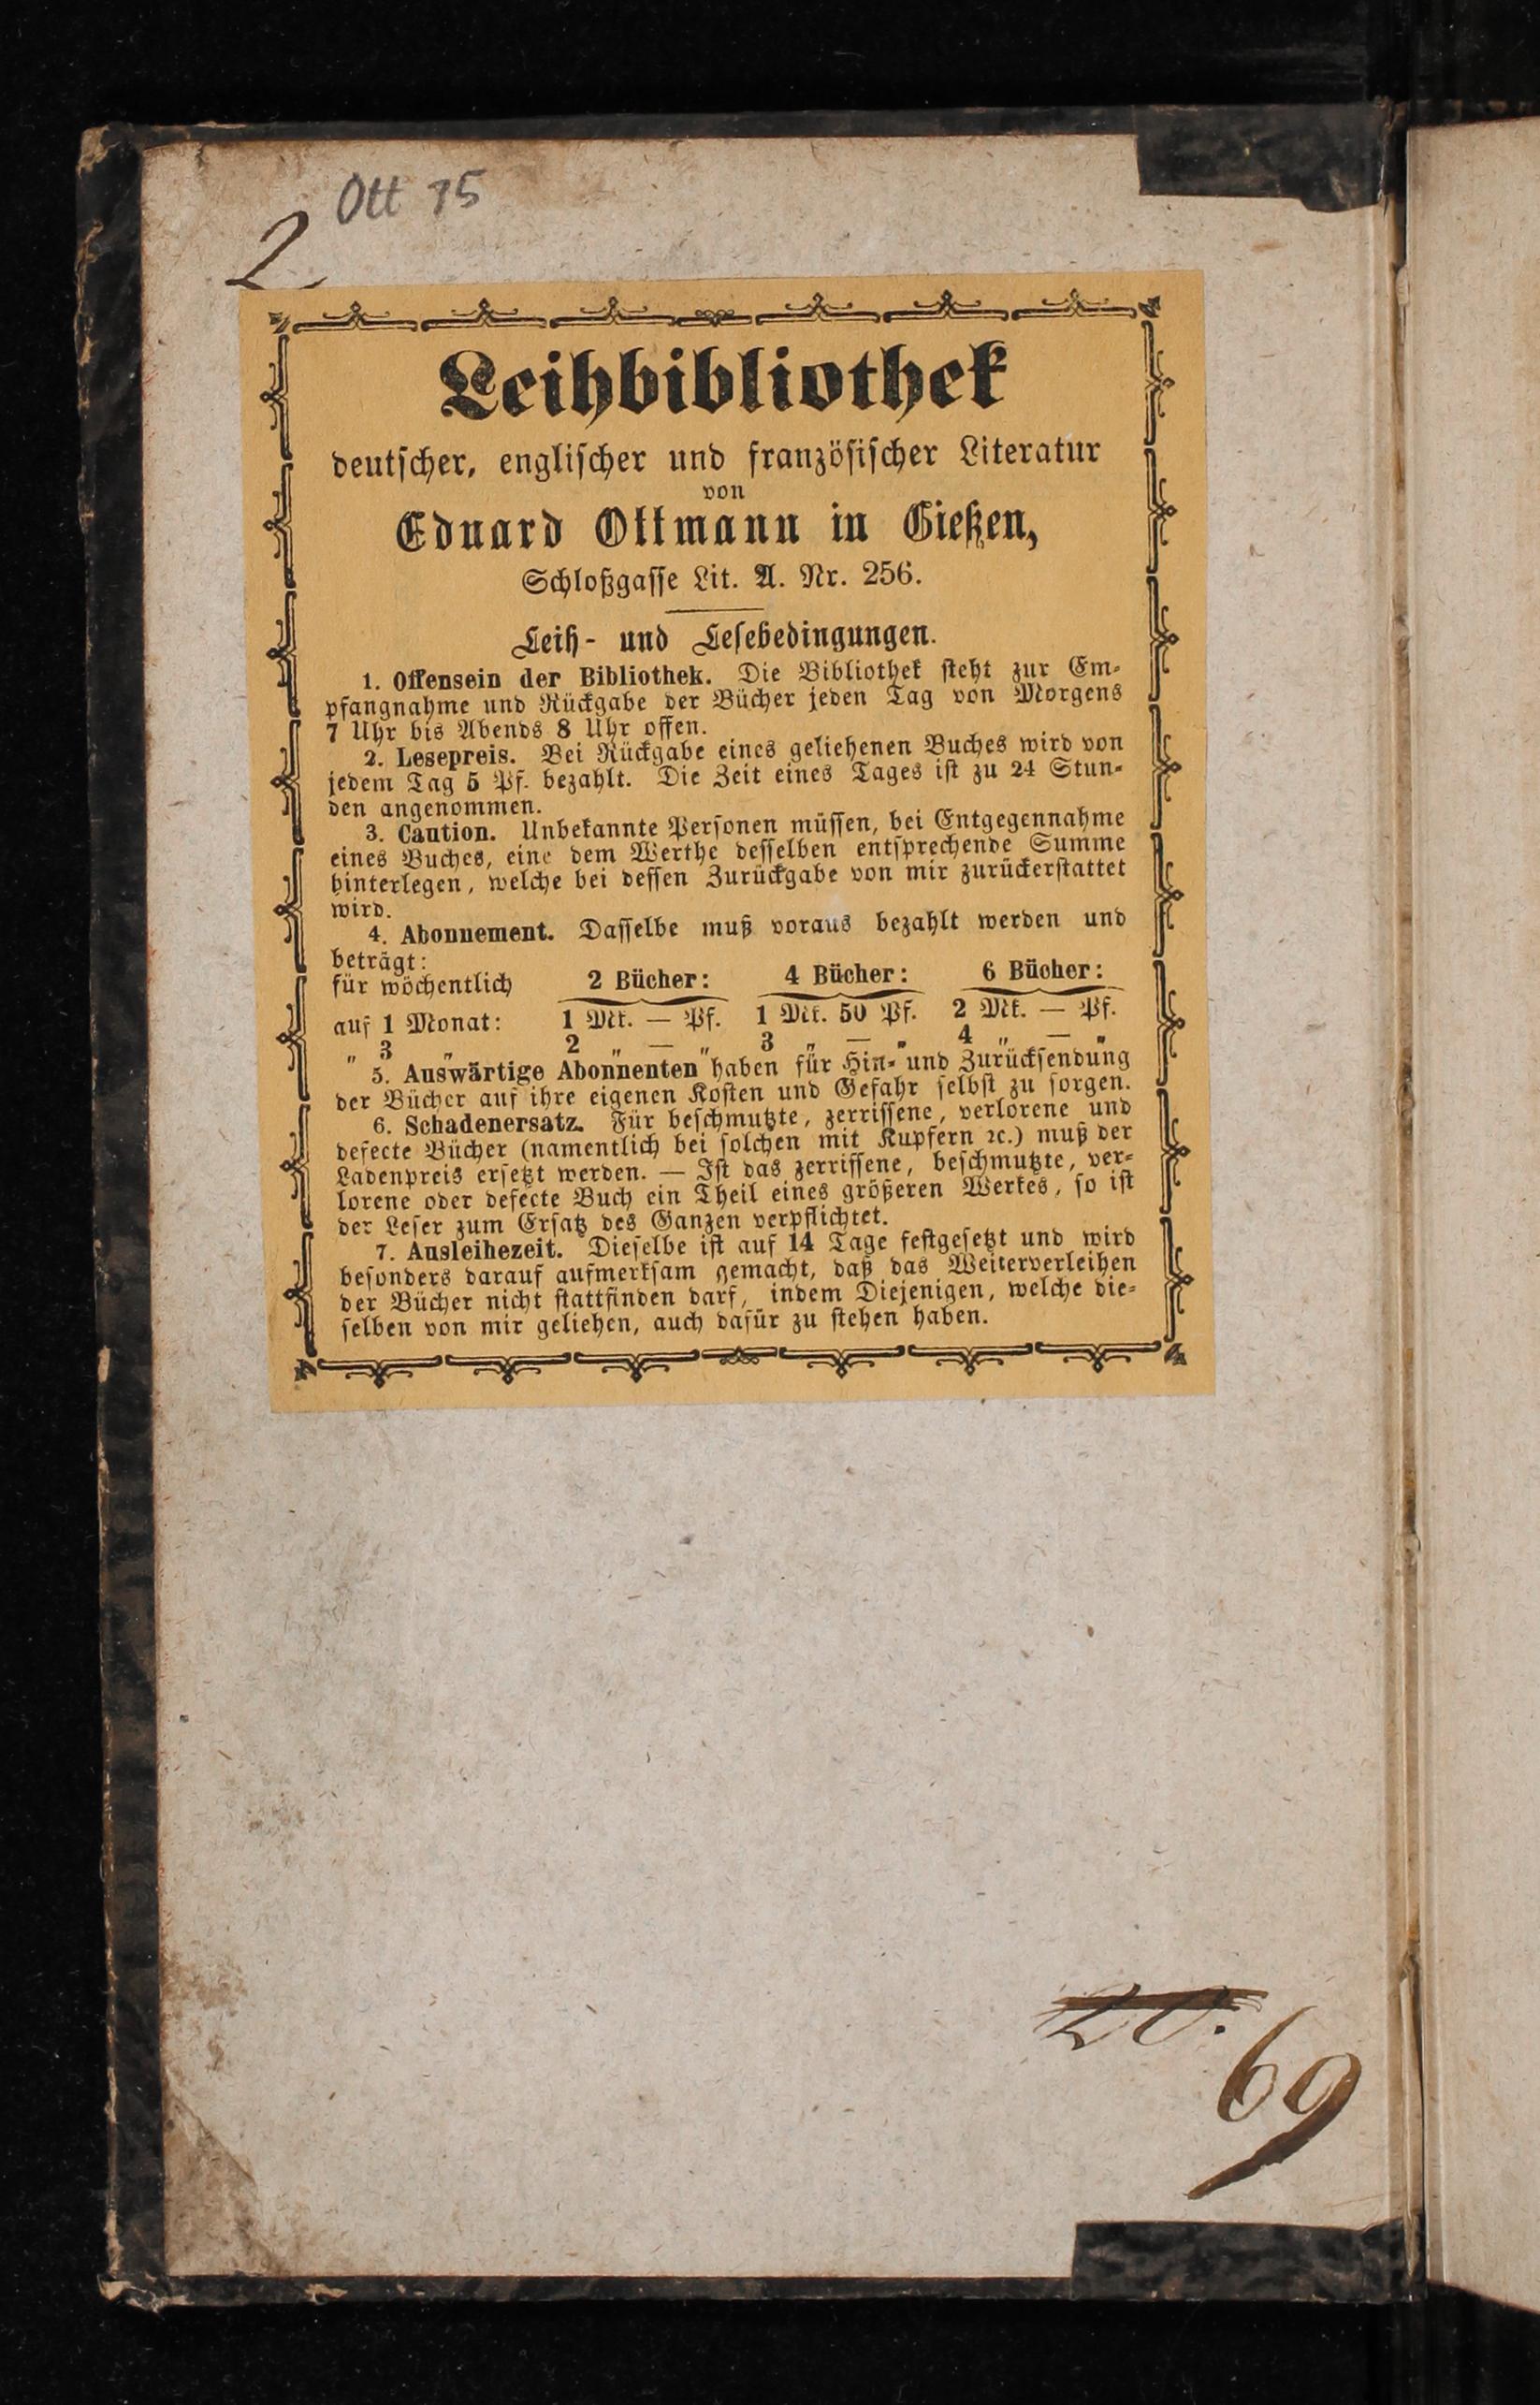 Ott 15
2
Leihbibliothek
deutscher, englischer und französischer Literatur
von
Eduard Ottmann in Gießen,
Schloßgasse Lit. A. Nr. 256.
Leih- und Lesebedingungen.
1. Offensein der Bibliothek. Die Bibliothek steht zur Em-
pfangnahme und Rückgabe der Bücher jeden Tag von Morgens
7 Uhr bis Abends 8 Uhr offen.
2. Lesepreis. Bei Rückgabe eines geliehenen Buches wird von
jedem Tag 5 Pf. bezahlt. Die Zeit eines Tages ist zu 24 Stun-
den angenommen.
3. Caution. Unbekannte Personen müssen, bei Entgegennahme
eines Buches, eine dem Werthe desselben entsprechende Summe
hinterlegen, welche bei dessen Zurückgabe von mir zurückerstattet
wird.
4. Abonnement. Dasselbe muß voraus bezahlt werden und
beträgt:
für wöchentlich 2 Bücher: 4 Bücher: 6 Bücher:
auf 1 Monat: 1 Mk. — Pf. 1 Mk. 50 Pf. 2 Mk. — Pf.
„ 3 „ 2 „ — „ 3 „ — „ 4 „ — „
5. Auswärtige Abonnenten haben für Hin- und Zurücksendung
der Bücher auf ihre eigenen Kosten und Gefahr selbst zu sorgen.
6. Schadenersatz. Für beschmutzte, zerrissene, verlorene und
defecte Bücher (namentlich bei solchen mit Kupfern ꝛc.) muß der
Ladenpreis ersetzt werden. — Ist das zerrissene, beschmutzte, ver-
lorene oder defecte Buch ein Theil eines größeren Werkes, so ist
der Leser zum Ersatz des Ganzen verpflichtet.
7. Ausleihezeit. Dieselbe ist auf 14 Tage festgesetzt und wird
besonders darauf aufmerksam gemacht, daß das Weiterverleihen
der Bücher nicht stattfinden darf, indem Diejenigen, welche die-
selben von mir geliehen, auch dafür zu stehen haben.
20.
69